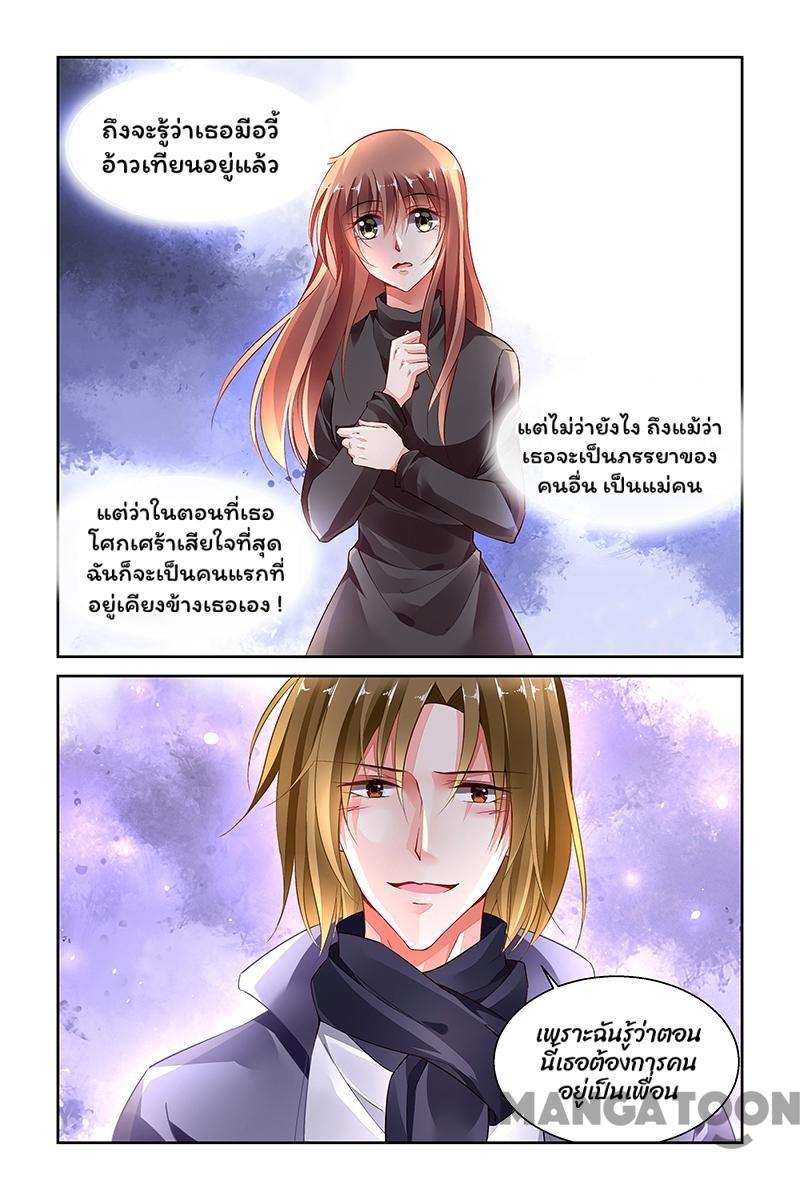 ถึงจะรู้ว่าเธอมีอวี้
อ้าวเทียนอยู่แล้ว
แต่ไม่ว่ายังไง ถึงแม้ว่า
เธอจะเป็นภรรยาของ
คนอื่น เป็นแม่คน
แต่ว่าในตอนที่เธอ
โศกเศร้าเสียใจที่สุด
ฉันก็จะเป็นคนแรกที่
อยู่เคียงข้างเธอเอง !
เพราะฉันรู้ว่าตอน
นี้เธอต้องการคน
อยู่เป็นเพื่อน
MANGATOON